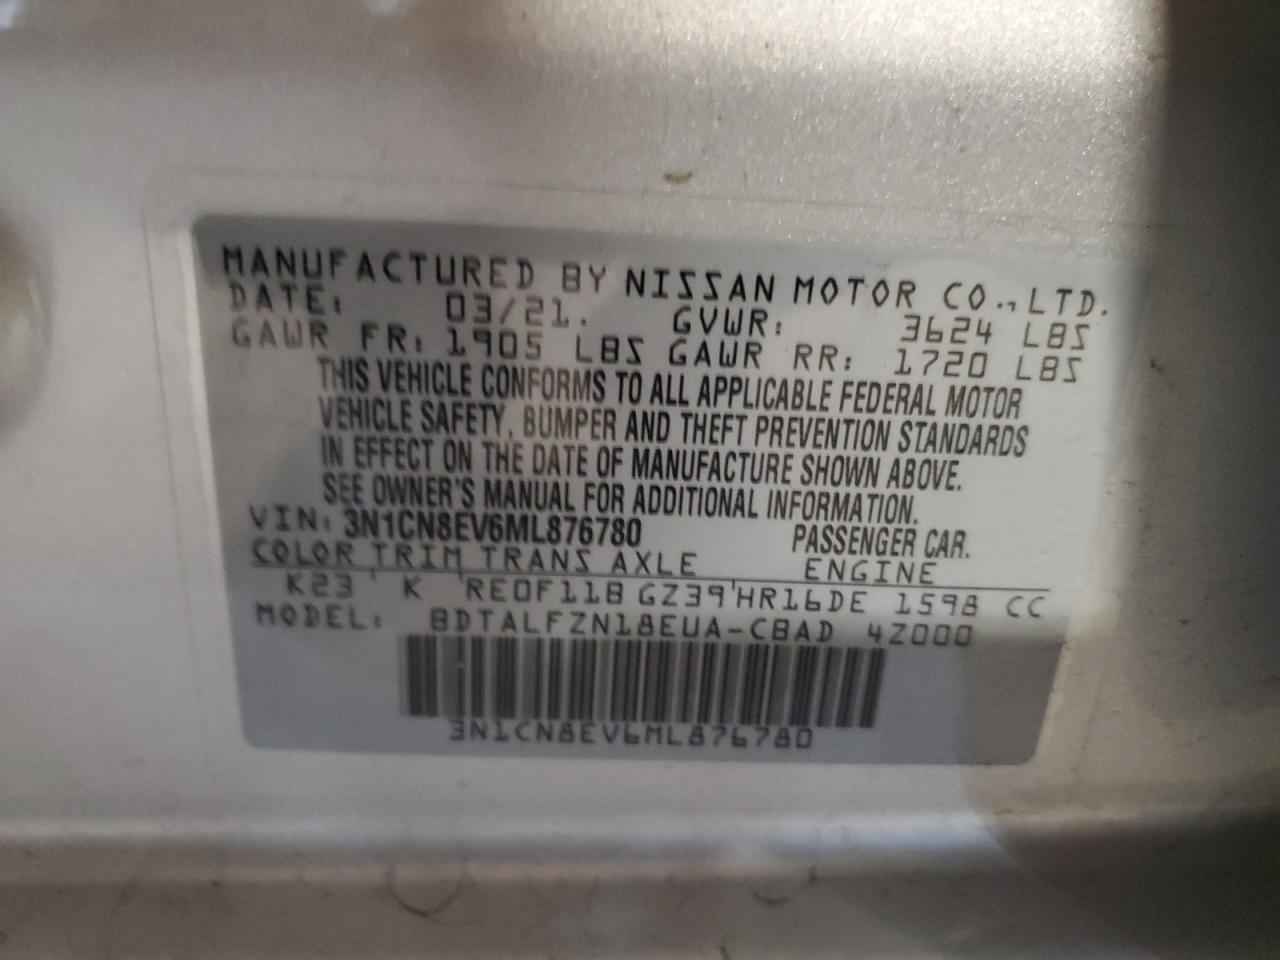 MANUFACTURED BY NISSAN MOTOR CO., LTD.
DATE: 03/21. GVWR: 3624 LBS
GAWR FR: 1905 LBS GAWR RR: 1720 LBS
THIS VEHICLE CONFORMS TO ALL APPLICABLE FEDERAL MOTOR
VEHICLE SAFETY, BUMPER AND THEFT PREVENTION STANDARDS
IN EFFECT ON THE DATE OF MANUFACTURE SHOWN ABOVE.
SEE OWNER'S MANUAL FOR ADDITIONAL INFORMATION.
VIN: 3N1CN8EV6ML876780 PASSENGER CAR.
COLOR TRIM TRANS AXLE ENGINE
K23 K RE0F11B GZ39 HR16DE 1598 CC
MODEL: BDTALFZN18EUA-CBAD 4Z000
3N1CN8EV6ML876780